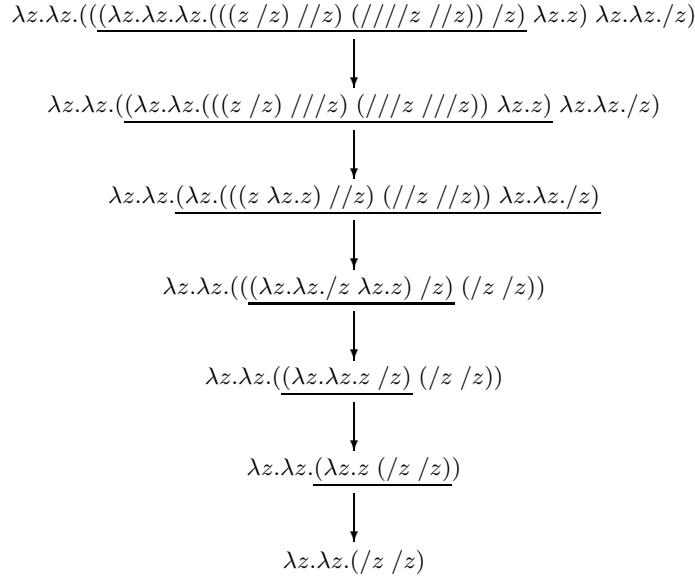 λz.λz.(((λz.λz.λz.(((z /z) //z) (////z //z)) /z) λz.z) λz.λz./z)
λz.λz.((λz.λz.(((z /z) ///z) (///z ///z)) λz.z) λz.λz./z)
λz.λz.(λz.(((z λz.z) //z) (//z //z)) λz.λz./z)
λz.λz.(((λz.λz./z λz.z) /z) (/z /z))
λz.λz.((λz.λz.z /z) (/z /z))
λz.λz.(λz.z (/z /z))
λz.λz.(/z /z)